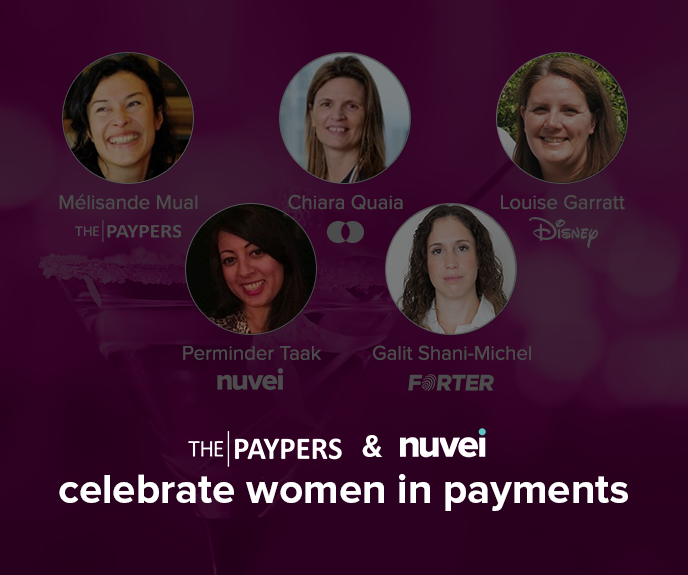 Mélisande Mual
THE PAYPERS
Chiara Quaia
Louise Garratt
Disney
Perminder Taak
nuvei
Galit Shani-Michel
FORTER
THE PAYPERS & nuvei
celebrate women in payments